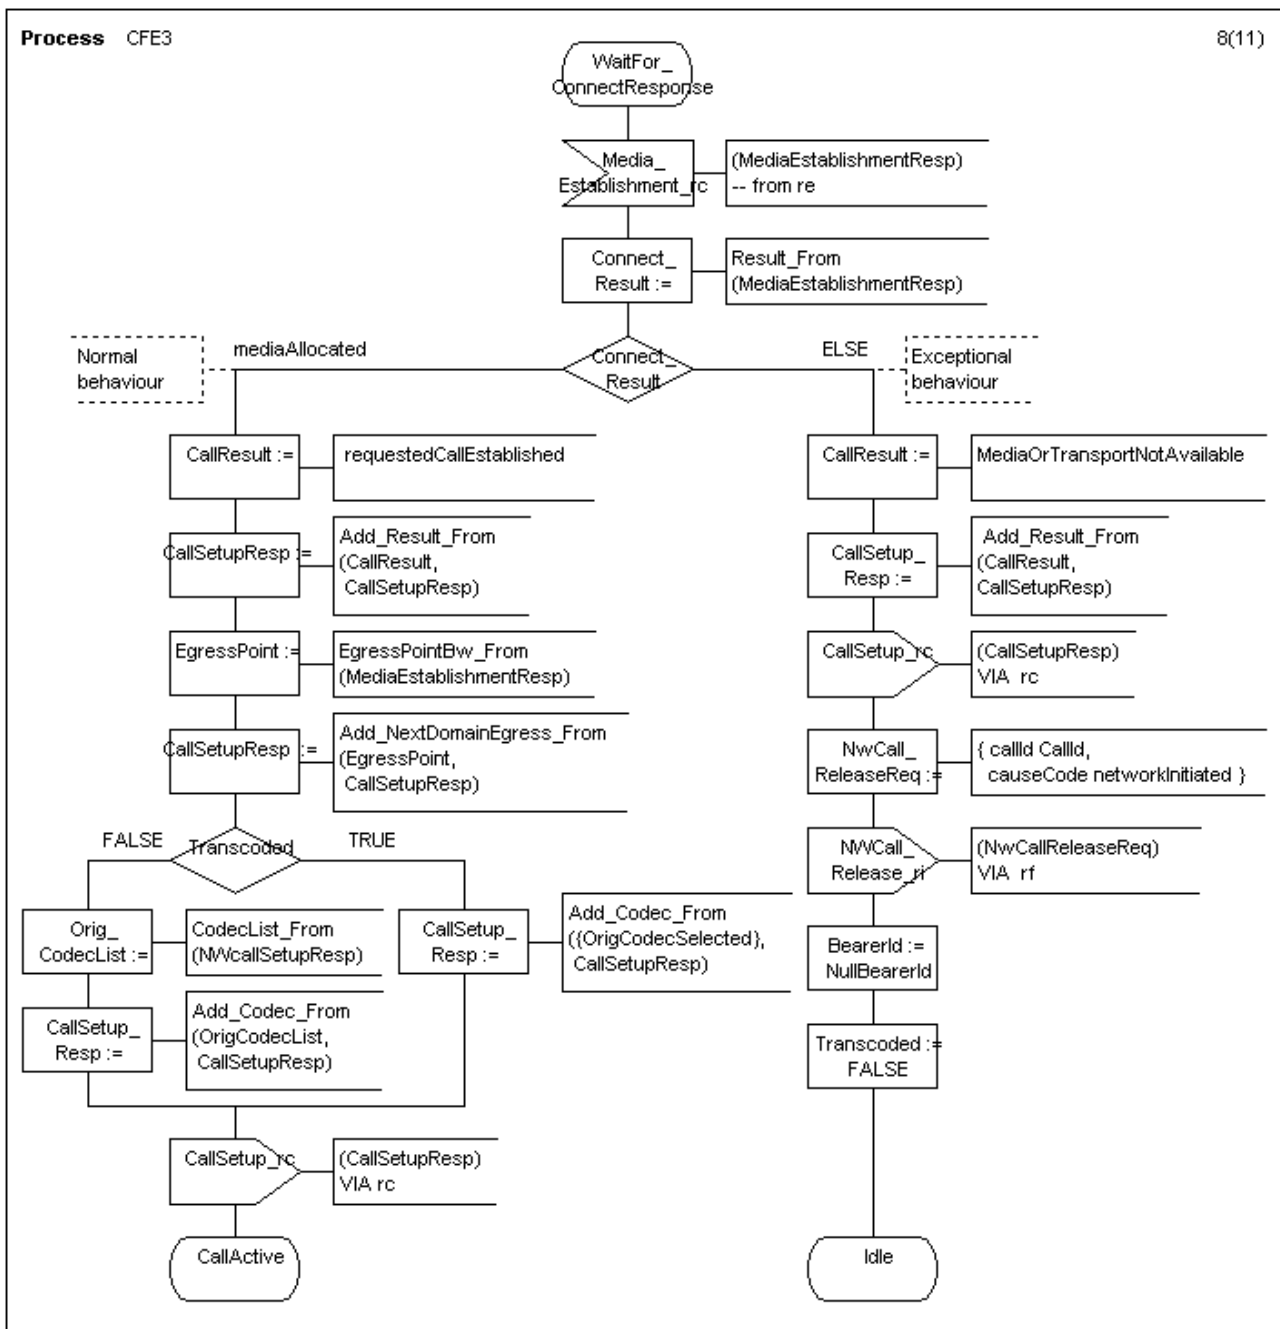 Process CFE3
8(11)
WaitFor_
ConnectResponse
Media_
Establishment_rc
(MediaEstablishmentResp)
-- from re
Connect_
Result :=
Result_From
(MediaEstablishmentResp)
Normal
behaviour
mediaAllocated
Connect_
Result
ELSE
Exceptional
behaviour
CallResult :=
requestedCallEstablished
CallResult :=
MediaOrTransportNotAvailable
CallSetupResp :=
Add_Result_From
(CallResult,
CallSetupResp)
CallSetup_
Resp :=
Add_Result_From
(CallResult,
CallSetupResp)
EgressPoint :=
EgressPointBw_From
(MediaEstablishmentResp)
CallSetup_rc
(CallSetupResp)
VIA rc
CallSetupResp :=
Add_NextDomainEgress_From
(EgressPoint,
CallSetupResp)
NwCall_
ReleaseReq :=
{ callId CallId,
causeCode networkInitiated }
FALSE
Transcoded
TRUE
NWCall_
Release_ri
(NwCallReleaseReq)
VIA rf
Orig_
CodecList :=
CodecList_From
(NWcallSetupResp)
CallSetup_
Resp :=
Add_Codec_From
({OrigCodecSelected},
CallSetupResp)
BearerId :=
NullBearerId
CallSetup_
Resp :=
Add_Codec_From
(OrigCodecList,
CallSetupResp)
Transcoded :=
FALSE
CallSetup_rc
(CallSetupResp)
VIA rc
CallActive
Idle